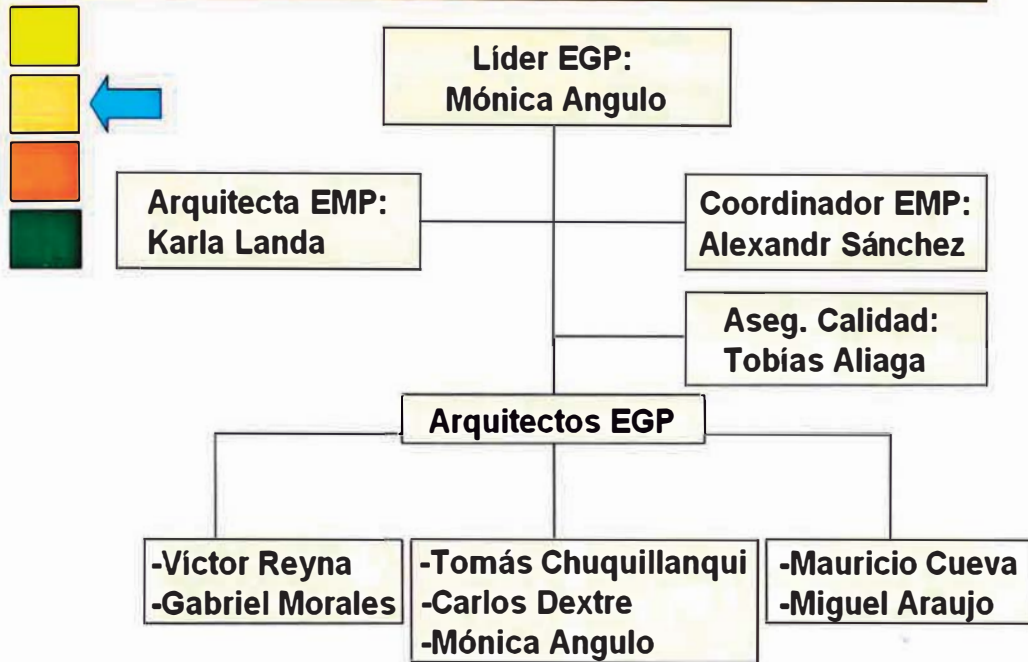 Líder EGP:
Mónica Angulo
Arquitecta EMP:
Karla Landa
Coordinador EMP:
Alexandr Sánchez
Aseg. Calidad:
Tobías Aliaga
Arquitectos EGP
-Víctor Reyna
-Gabriel Morales
-Tomás Chuquillanqui
-Carlos Dextre
-Mónica Angulo
-Mauricio Cueva
-Miguel Araujo